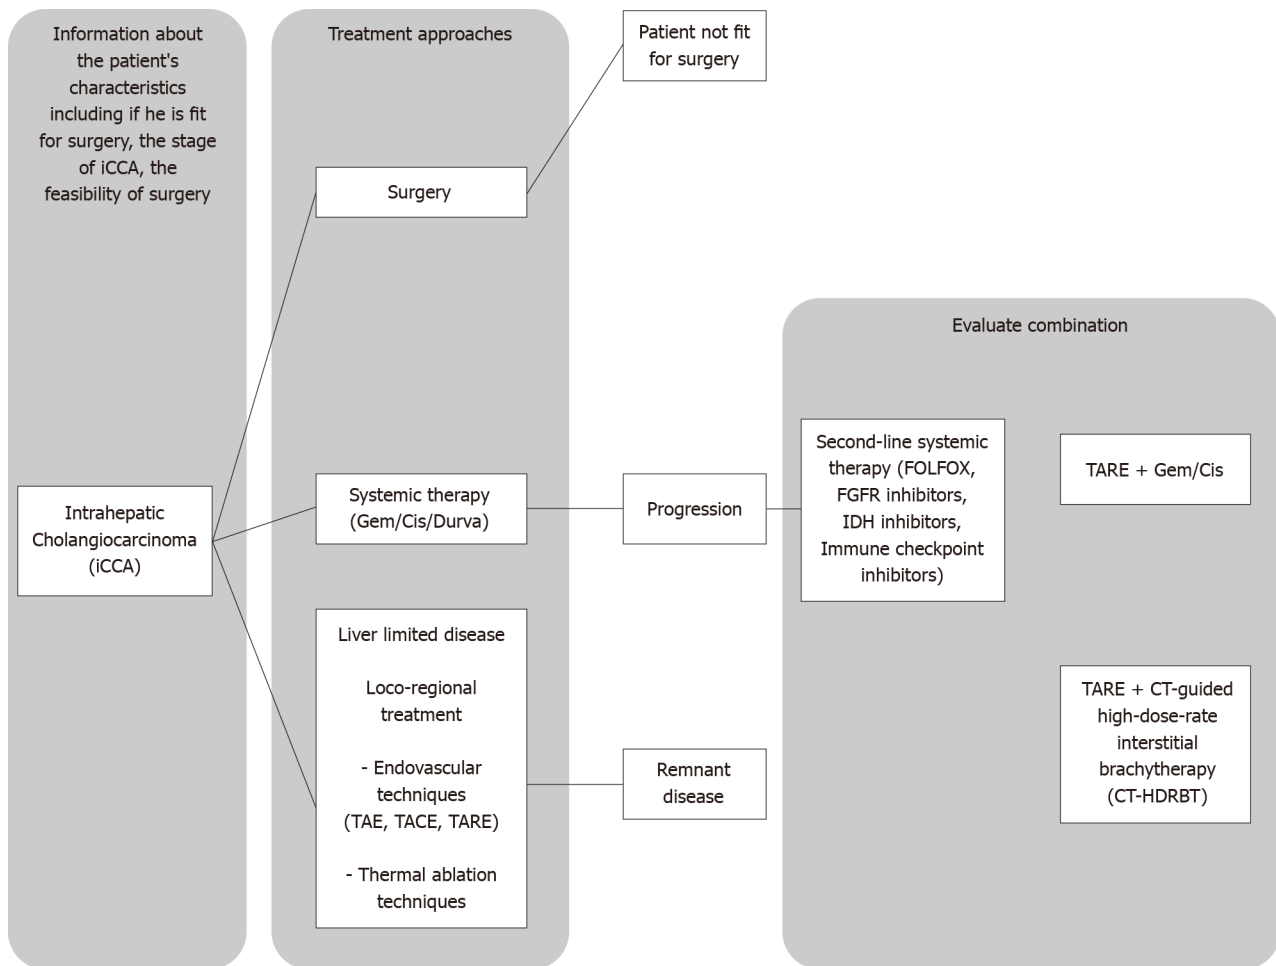 Information about
the patient's
characteristics
including if he is fit
for surgery, the stage
of iCCA, the
feasibility of surgery
Intrahepatic
Cholangiocarcinoma
(iCCA)
Treatment approaches
Surgery
Systemic therapy
(Gem/Cis/Durva)
Liver limited disease
Loco-regional
treatment
- Endovascular
techniques
(TAE, TACE, TARE)
- Thermal ablation
techniques
Patient not fit
for surgery
Progression
Remnant
disease
Evaluate combination
Second-line systemic
therapy (FOLFOX,
FGFR inhibitors,
IDH inhibitors,
Immune checkpoint
inhibitors)
TARE + Gem/Cis
TARE + CT-guided
high-dose-rate
interstitial
brachytherapy
(CT-HDRBT)